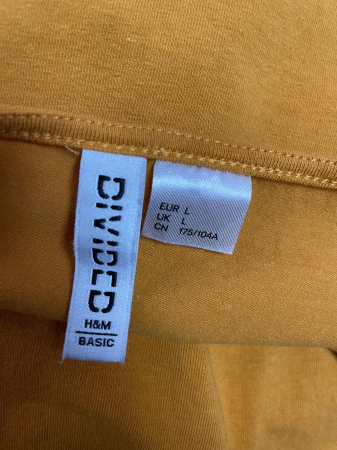 DIVIDED
H&M
BASIC
EUR L
UK L
CN 175/104A